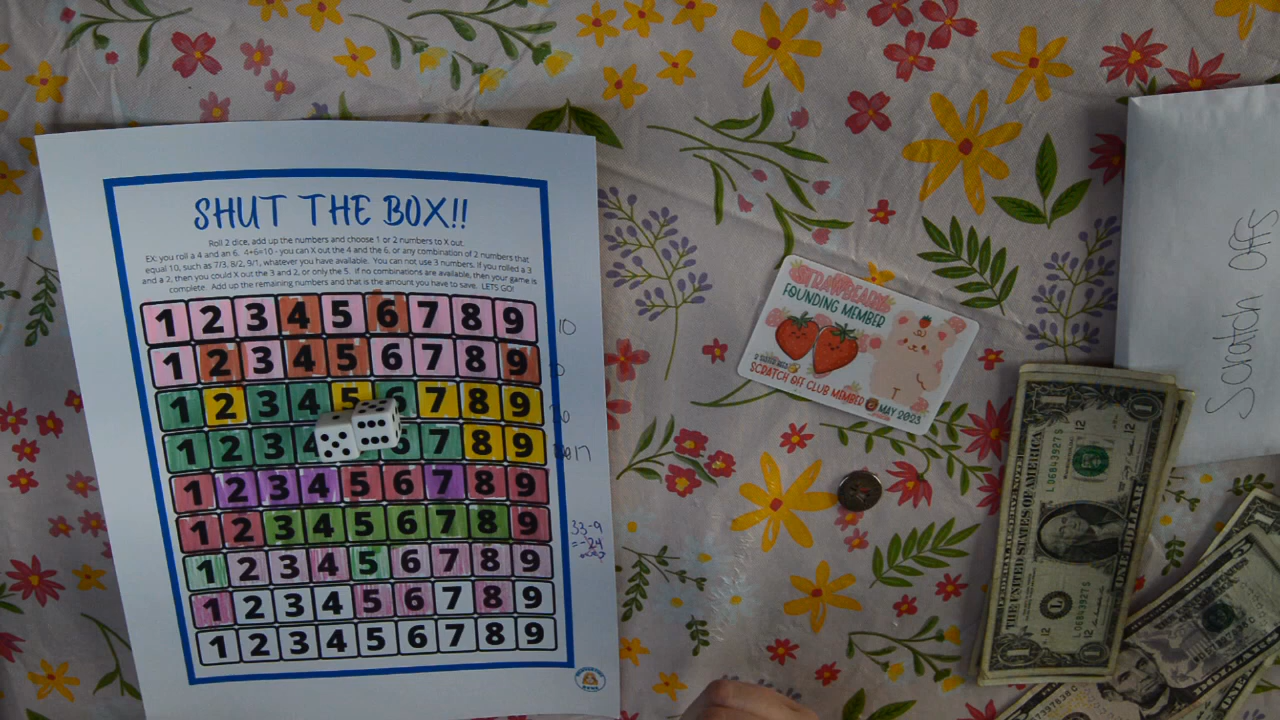 SHUT THE BOX!!
Roll 2 dice, add up the numbers and choose 1 or 2 numbers to X out.
EX: you roll a 4 and an 6. 4+6=10 - you can X out the 4 and the 6, or any combination of 2 numbers that
equal 10, such as 7/3, 8/2, 9/1, whatever you have available. You can not use 3 numbers. If you rolled a 3
and a 2, then you could X out the 3 and 2, or only the 5. If no combinations are available, then your game is
complete. Add up the remaining numbers and that is the amount you have to save. LETS GO!
1 2 3 4 5 6 7 8 9 10
1 2 3 4 5 6 7 8 9
1 2 3 4 5 6 7 8 9
1 2 3 4 6 7 8 9 17
1 2 3 4 5 6 7 8 9
1 2 3 4 5 6 7 8 9
33-9
=-24
1 2 3 4 5 6 7 8 9
1 2 3 4 5 6 7 8 9
1 2 3 4 5 6 7 8 9
FOUNDING MEMBER
SCRATCH OFF CLUB MEMBER
MAY 2023
Scratch Offs
THE UNITED STATES OF AMERICA
ONE DOLLAR
L06843927S
L06843927S
12
12
L
1
1